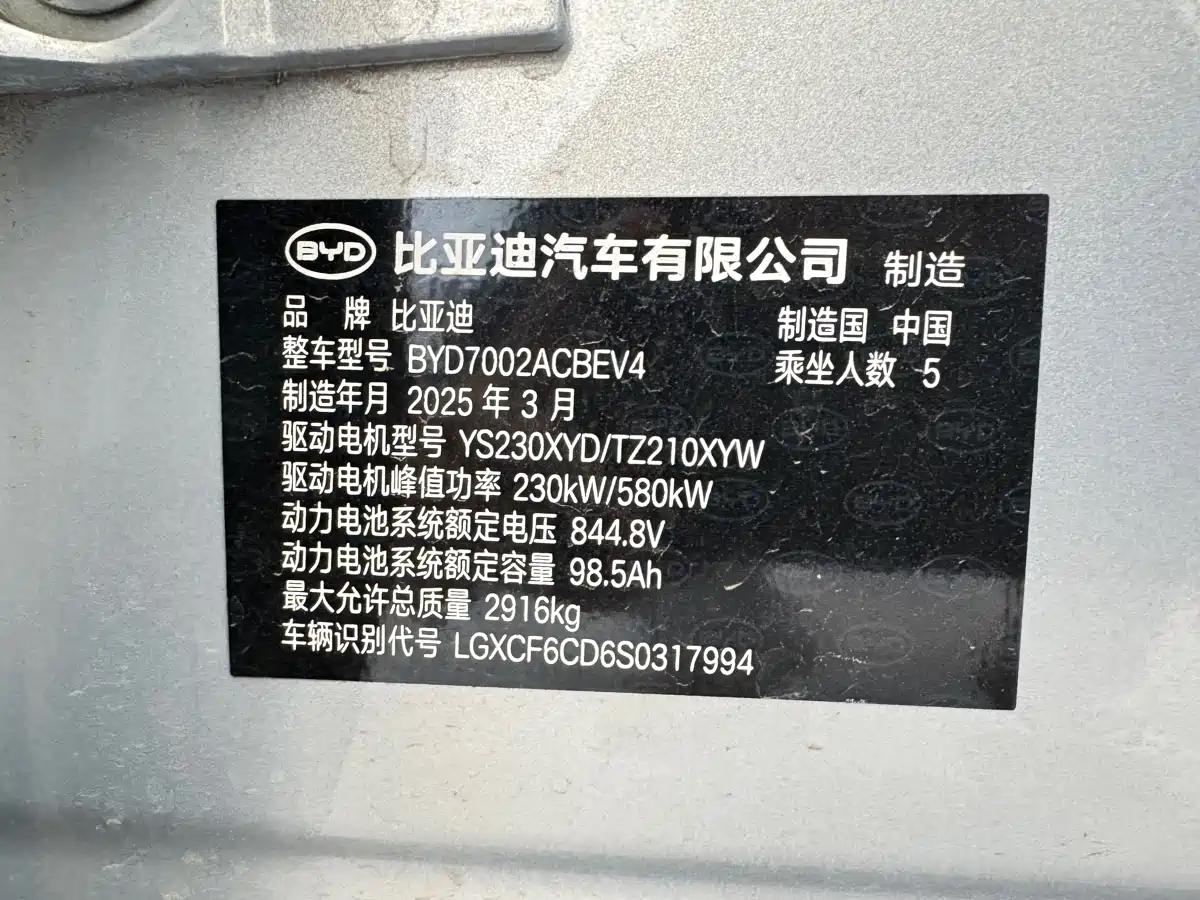 BYD 比亚迪汽车有限公司 制造
品 牌 比亚迪 制造国 中国
整车型号 BYD7002ACBEV4 乘坐人数 5
制造年月 2025 年 3 月
驱动电机型号 YS230XYD/TZ210XYW
驱动电机峰值功率 230kW/580kW
动力电池系统额定电压 844.8V
动力电池系统额定容量 98.5Ah
最大允许总质量 2916kg
车辆识别代号 LGXCF6CD6S0317994